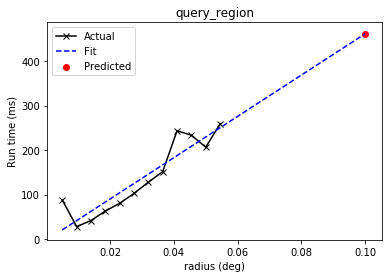 query_region
Actual
Fit
Predicted
Run time (ms)
400
300
200
100
0
0.02 0.04 0.06 0.08 0.10
radius (deg)